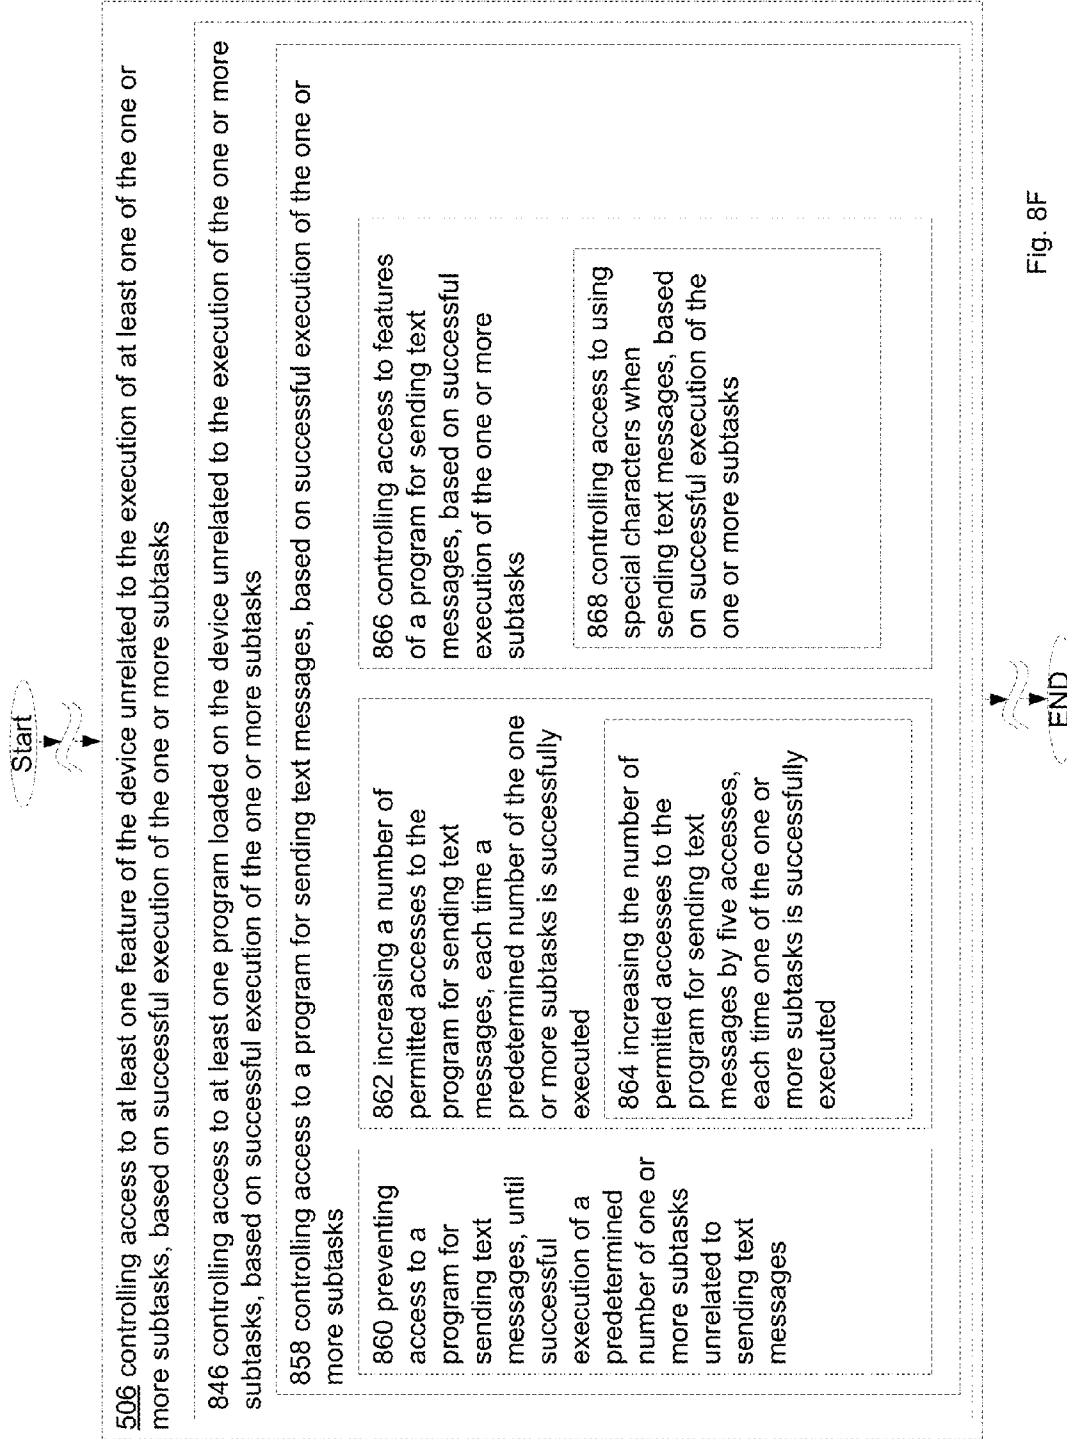 Start
506 controlling access to at least one feature of the device unrelated to the execution of at least one of the one or
more subtasks, based on successful execution of the one or more subtasks
846 controlling access to at least one program loaded on the device unrelated to the execution of the one or more
subtasks, based on successful execution of the one or more subtasks
858 controlling access to a program for sending text messages, based on successful execution of the one or
more subtasks
860 preventing
access to a
program for
sending text
messages, until
successful
execution of a
predetermined
number of one or
more subtasks
unrelated to
sending text
messages
862 increasing a number of
permitted accesses to the
program for sending text
messages, each time a
predetermined number of the one
or more subtasks is successfully
executed
864 increasing the number of
permitted accesses to the
program for sending text
messages by five accesses,
each time one of the one or
more subtasks is successfully
executed
866 controlling access to features
of a program for sending text
messages, based on successful
execution of the one or more
subtasks
868 controlling access to using
special characters when
sending text messages, based
on successful execution of the
one or more subtasks
END
Fig. 8F